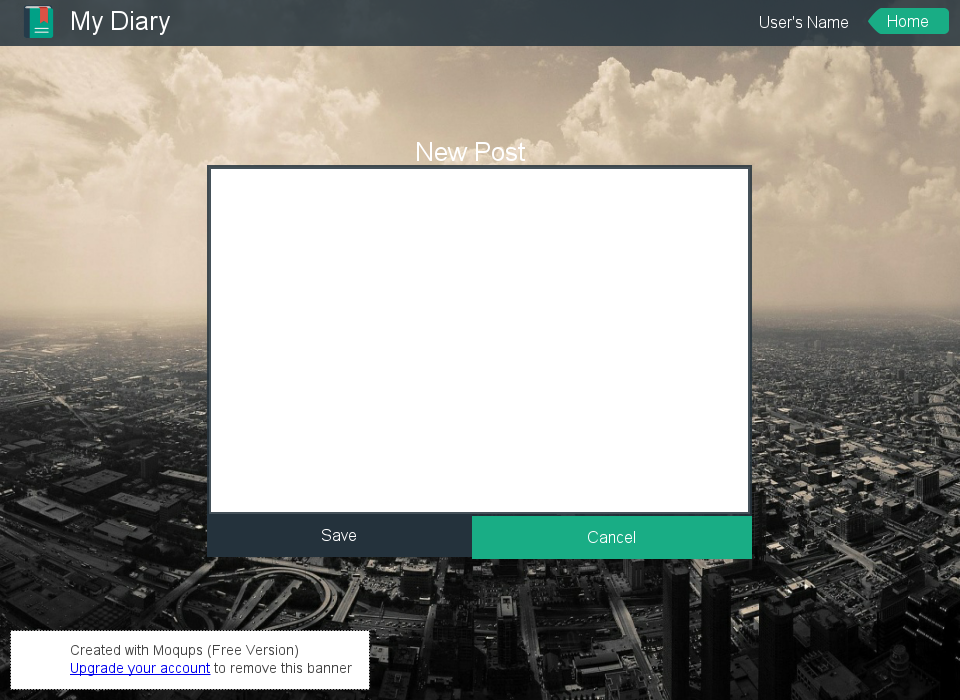 My Diary
User's Name
Home
New Post
Save
Cancel
Created with Moqups (Free Version)
Upgrade your account to remove this banner